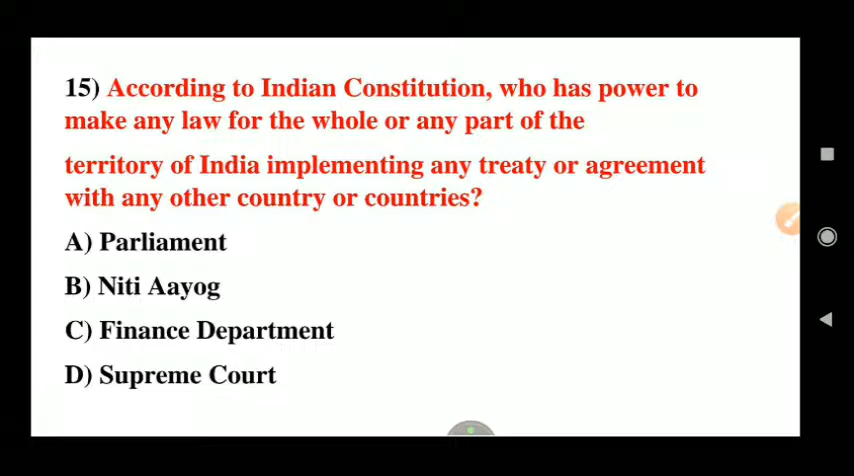 15) According to Indian Constitution, who has power to
make any law for the whole or any part of the
territory of India implementing any treaty or agreement
with any other country or countries?
A) Parliament
B) Niti Aayog
C) Finance Department
D) Supreme Court